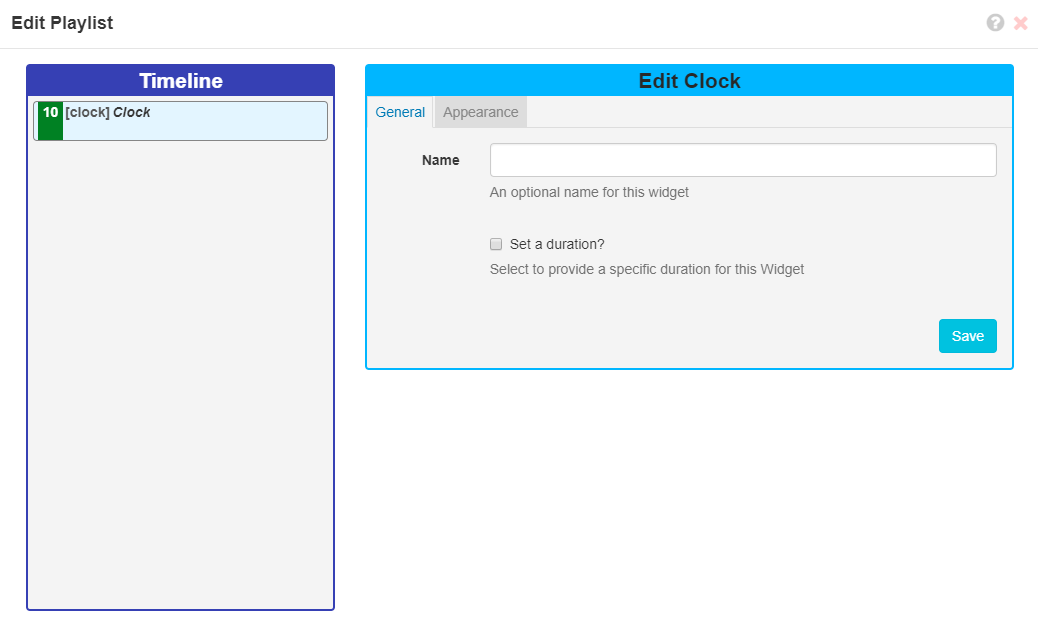 Edit Playlist
Timeline
10 [clock] Clock
Edit Clock
General Appearance
Name
An optional name for this widget
Set a duration?
Select to provide a specific duration for this Widget
Save